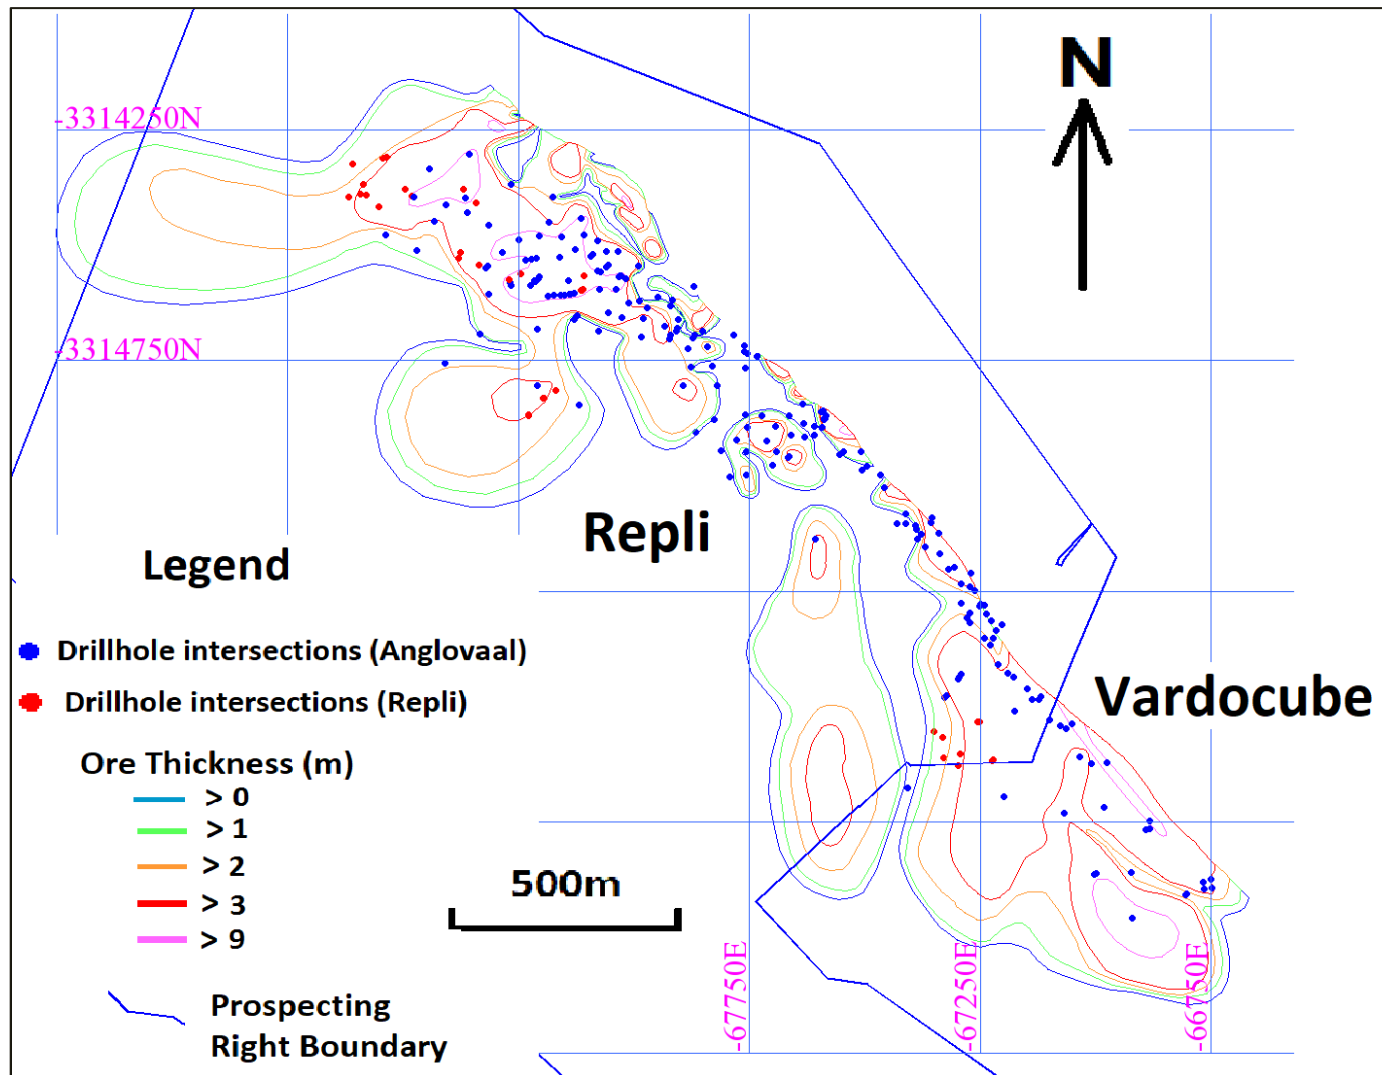 N
-3314250N
-3314750N
Repli
Legend
Drillhole intersections (Anglovaal)
Drillhole intersections (Repli)
Vardocube
Ore Thickness (m)
> 0
> 1
> 2
> 3
> 9
500m
-67750E
-67250E
-66750E
Prospecting
Right Boundary